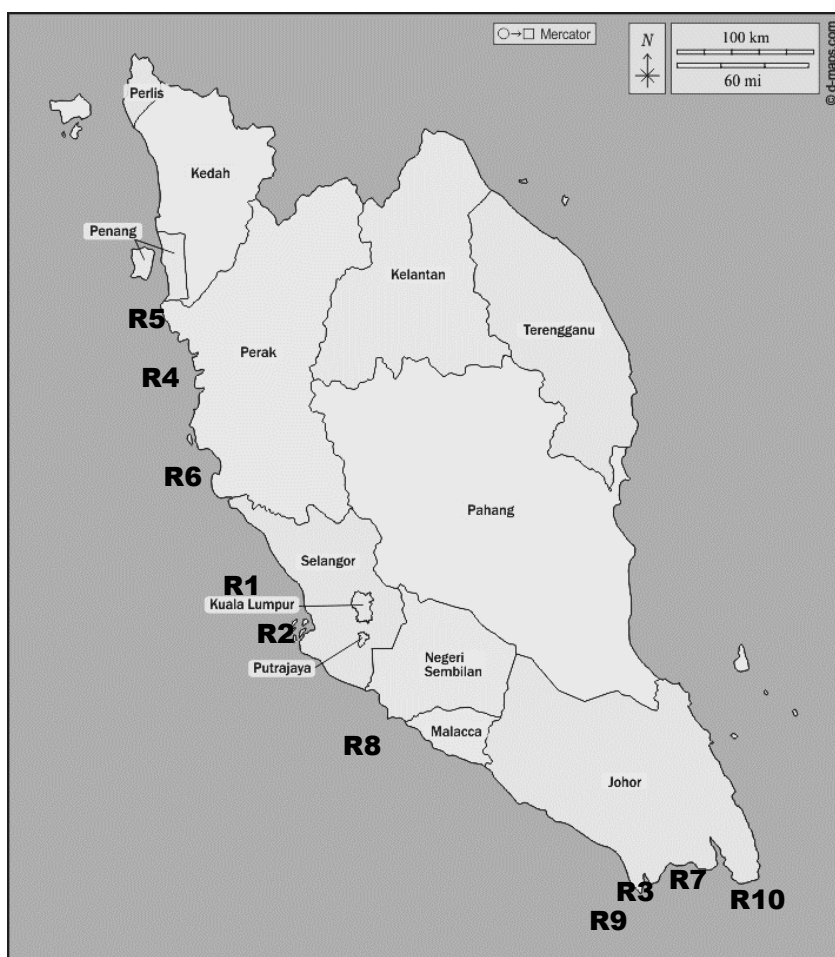 ○→□ Mercator
N
100 km
60 mi
© d-maps.com
Perlis
Kedah
Penang
Kelantan
Terengganu
R5
Perak
R4
R6
Pahang
Selangor
R1
Kuala Lumpur
R2
Putrajaya
Negeri
Sembilan
Malacca
R8
Johor
R3
R7
R9
R10